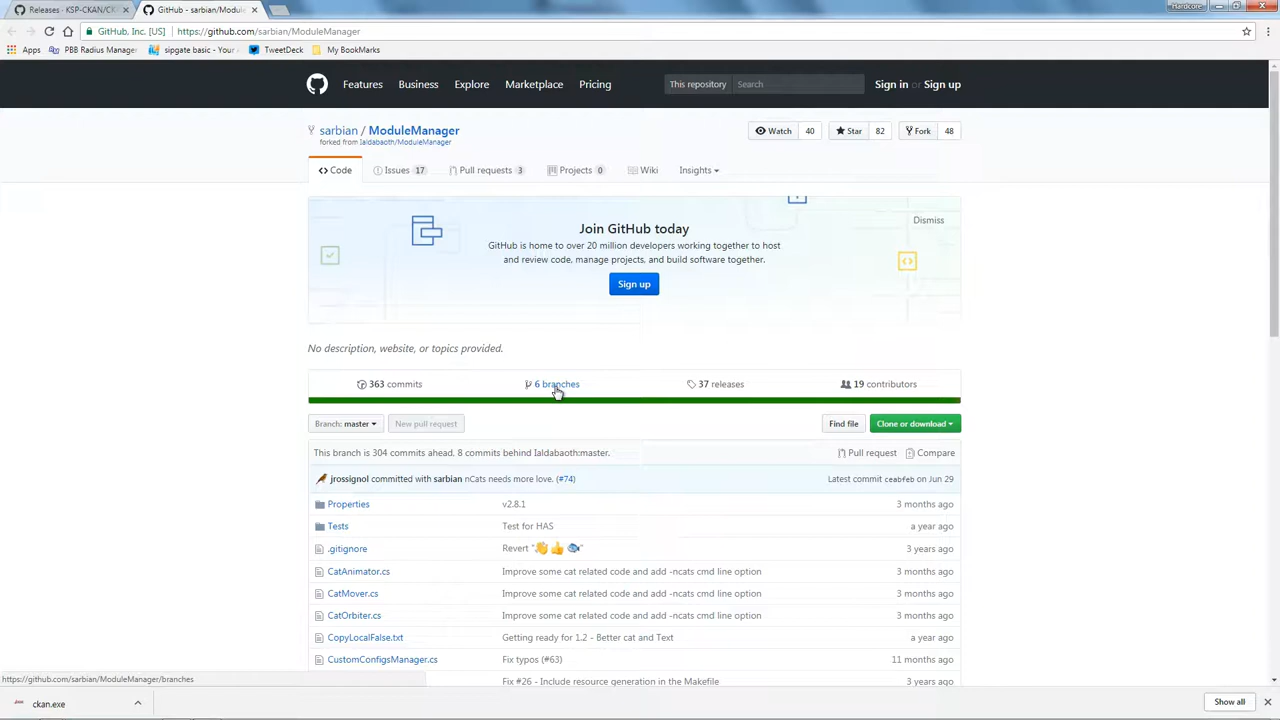 Releases - KSP-CKAN/CK
GitHub - sarbian/Module
Hardcore
GitHub, Inc. [US]
https://github.com/sarbian/ModuleManager
Apps
PBB Radius Manager
sipgate basic - Your
TweetDeck
My BookMarks
Features
Business
Explore
Marketplace
Pricing
This repository
Search
Sign in or Sign up
sarbian / ModuleManager
forked from Ialdabaoth/ModuleManager
Watch 40
Star 82
Fork 48
Code
Issues 17
Pull requests 3
Projects 0
Wiki
Insights
Join GitHub today
Dismiss
GitHub is home to over 20 million developers working together to host
and review code, manage projects, and build software together.
Sign up
No description, website, or topics provided.
363 commits
6 branches
37 releases
19 contributors
Branch: master
New pull request
Find file
Clone or download
This branch is 304 commits ahead. 8 commits behind Ialdabaoth:master.
Pull request
Compare
jrossignol committed with sarbian nCats needs more love. (#74)
Latest commit ceabfeb on Jun 29
Properties
v2.8.1
3 months ago
Tests
Test for HAS
a year ago
.gitignore
Revert "👋 👍 🐟"
3 years ago
CatAnimator.cs
Improve some cat related code and add -ncats cmd line option
3 months ago
CatMover.cs
Improve some cat related code and add -ncats cmd line option
3 months ago
CatOrbiter.cs
Improve some cat related code and add -ncats cmd line option
3 months ago
CopyLocalFalse.txt
Getting ready for 1.2 - Better cat and Text
a year ago
CustomConfigsManager.cs
Fix typos (#63)
11 months ago
Fix #26 - Include resource generation in the Makefile
3 years ago
https://github.com/sarbian/ModuleManager/branches
ckan.exe
Show all